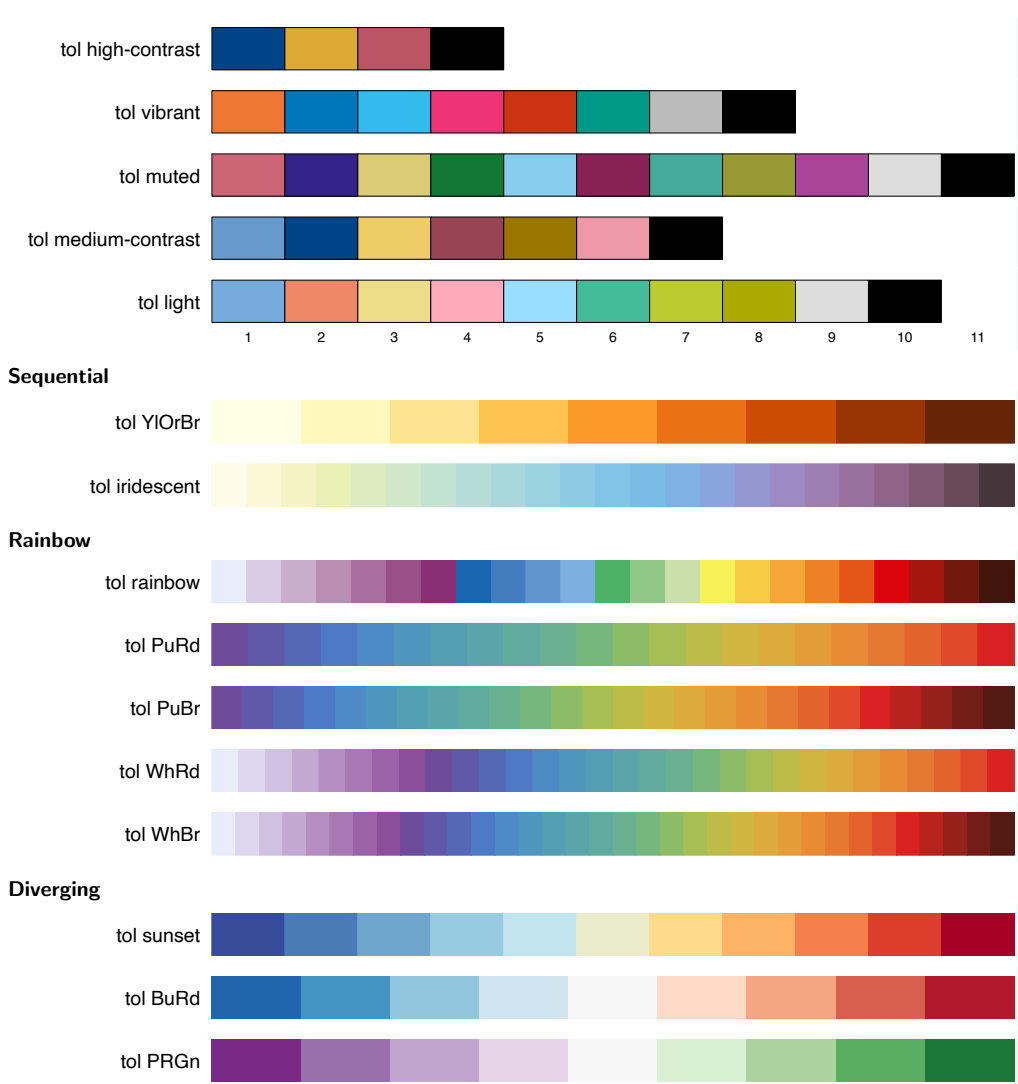 tol high-contrast
tol vibrant
tol muted
tol medium-contrast
tol light
1 2 3 4 5 6 7 8 9 10 11
Sequential
tol YlOrBr
tol iridescent
Rainbow
tol rainbow
tol PuRd
tol PuBr
tol WhRd
tol WhBr
Diverging
tol sunset
tol BuRd
tol PRGn